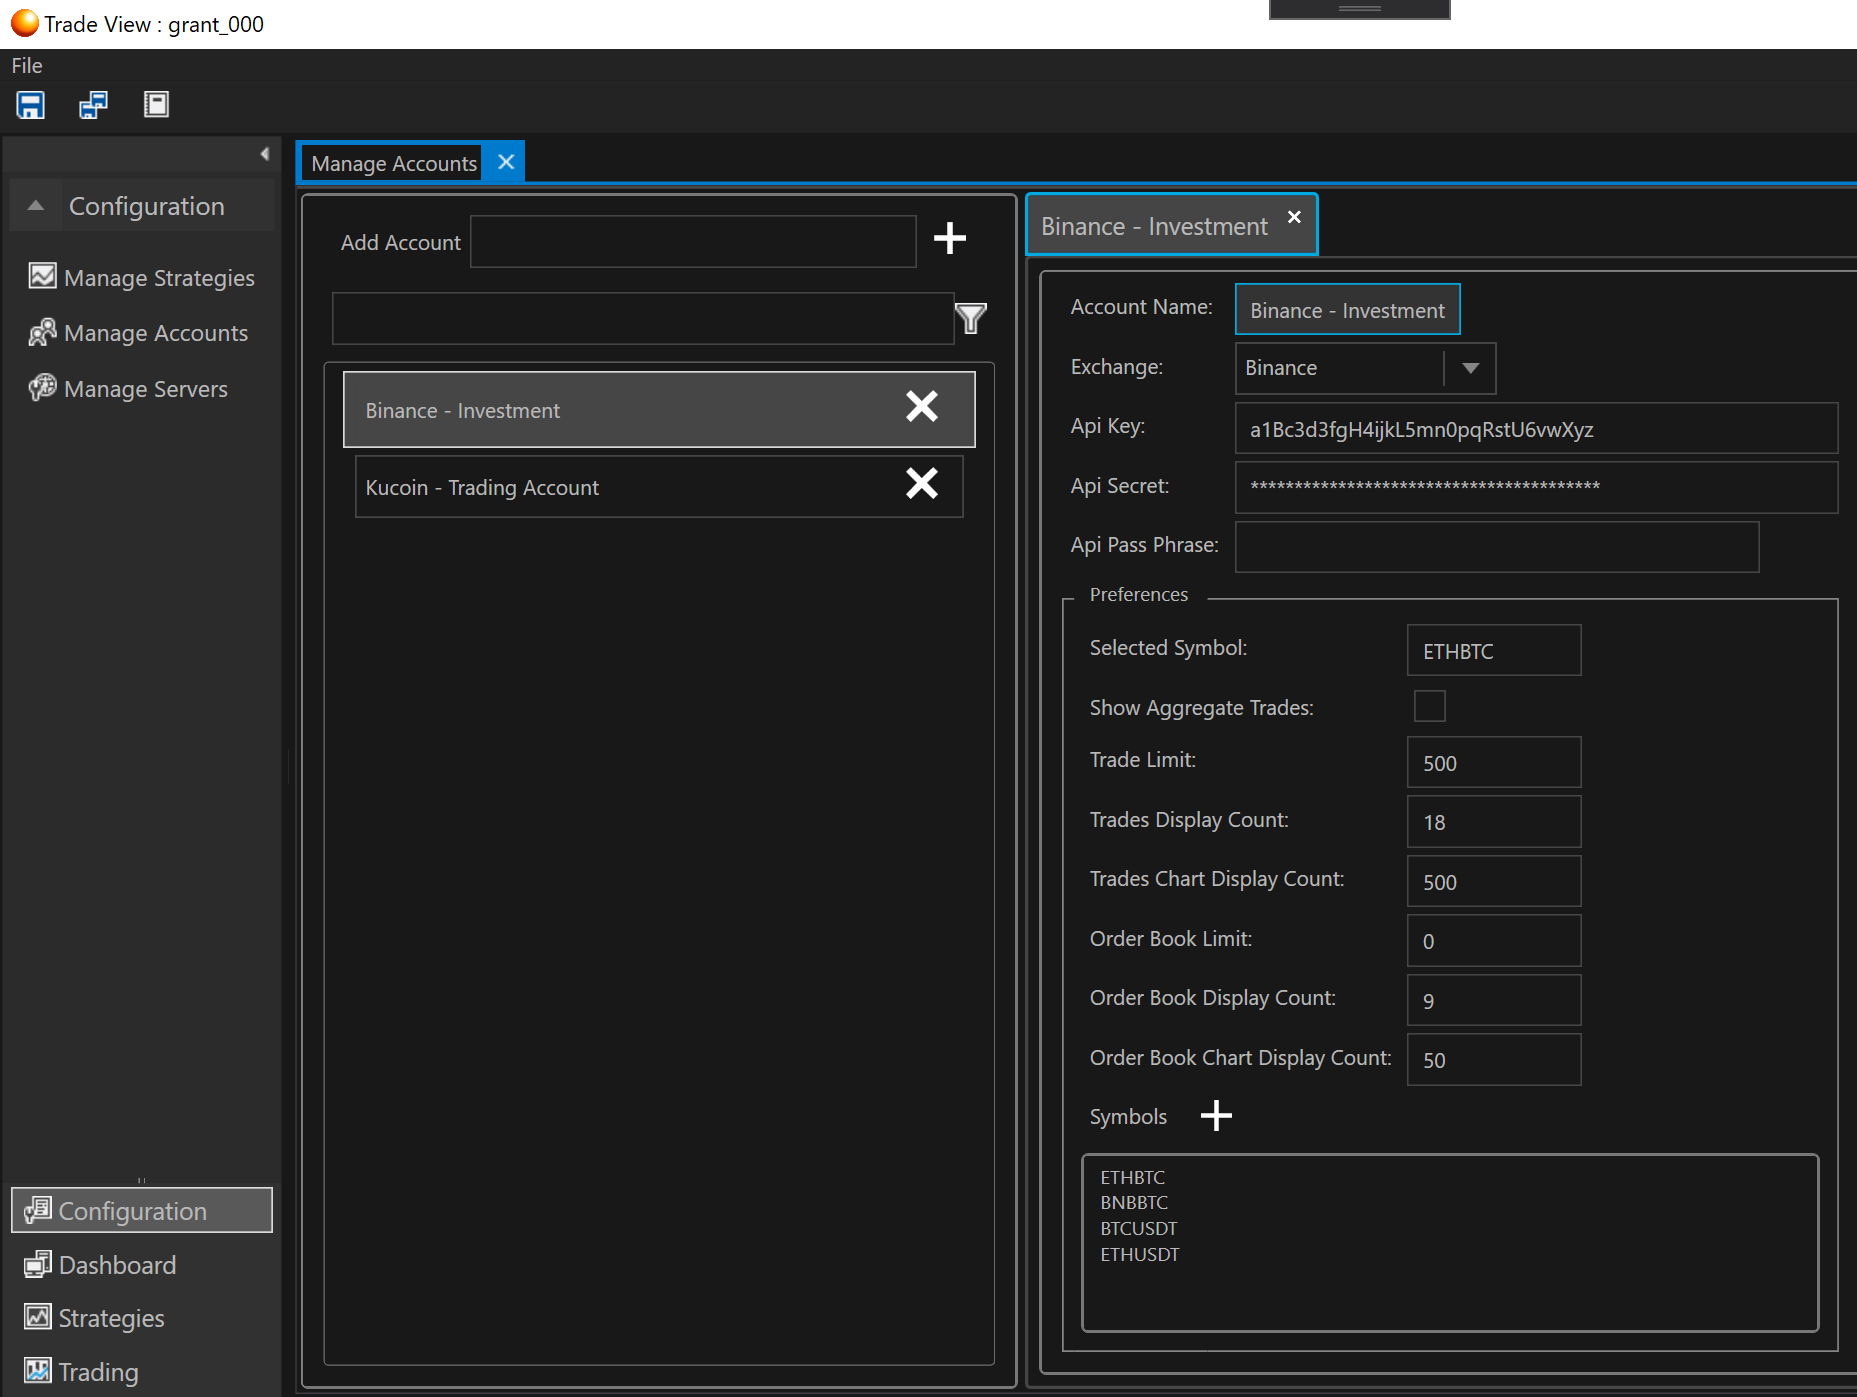 Trade View : grant_000
File
Configuration
Manage Strategies
Manage Accounts
Manage Servers
Configuration
Dashboard
Strategies
Trading
Manage Accounts
Add Account
Binance - Investment
Kucoin - Trading Account
Binance - Investment
Account Name: Binance - Investment
Exchange: Binance
Api Key: a1Bc3d3fgH4ijkL5mn0pqRstU6vwXyz
Api Secret: ****************************************
Api Pass Phrase:
Preferences
Selected Symbol: ETHBTC
Show Aggregate Trades:
Trade Limit: 500
Trades Display Count: 18
Trades Chart Display Count: 500
Order Book Limit: 0
Order Book Display Count: 9
Order Book Chart Display Count: 50
Symbols
ETHBTC
BNBBTC
BTCUSDT
ETHUSDT